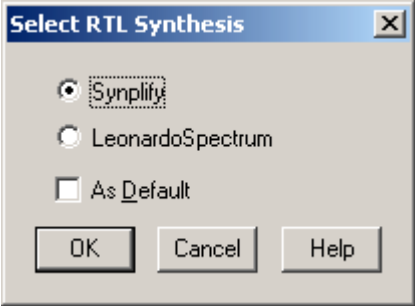 Select RTL Synthesis
Synplify
LeonardoSpectrum
As Default
OK Cancel Help